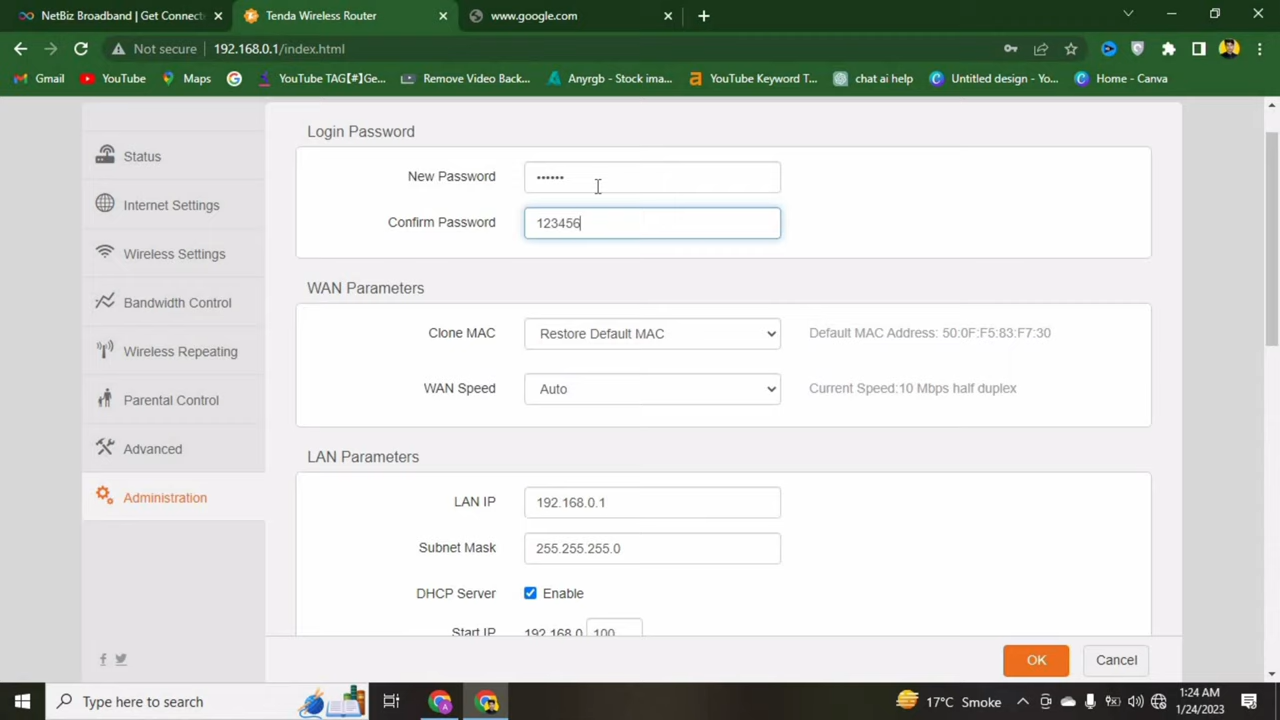 NetBiz Broadband | Get Connect
Tenda Wireless Router
www.google.com
Not secure
192.168.0.1/index.html
Gmail
YouTube
Maps
YouTube TAG【#】Ge...
Remove Video Back...
Anyrgb - Stock ima...
YouTube Keyword T...
chat ai help
Untitled design - Yo...
Home - Canva
Login Password
Status
New Password
••••••
Internet Settings
Confirm Password
123456
Wireless Settings
WAN Parameters
Bandwidth Control
Clone MAC
Restore Default MAC
Default MAC Address: 50:0F:F5:83:F7:30
Wireless Repeating
WAN Speed
Auto
Current Speed:10 Mbps half duplex
Parental Control
Advanced
LAN Parameters
Administration
LAN IP
192.168.0.1
Subnet Mask
255.255.255.0
DHCP Server
Enable
Start IP
192.168.0.
100
OK
Cancel
Type here to search
17°C Smoke
1:24 AM
1/24/2023